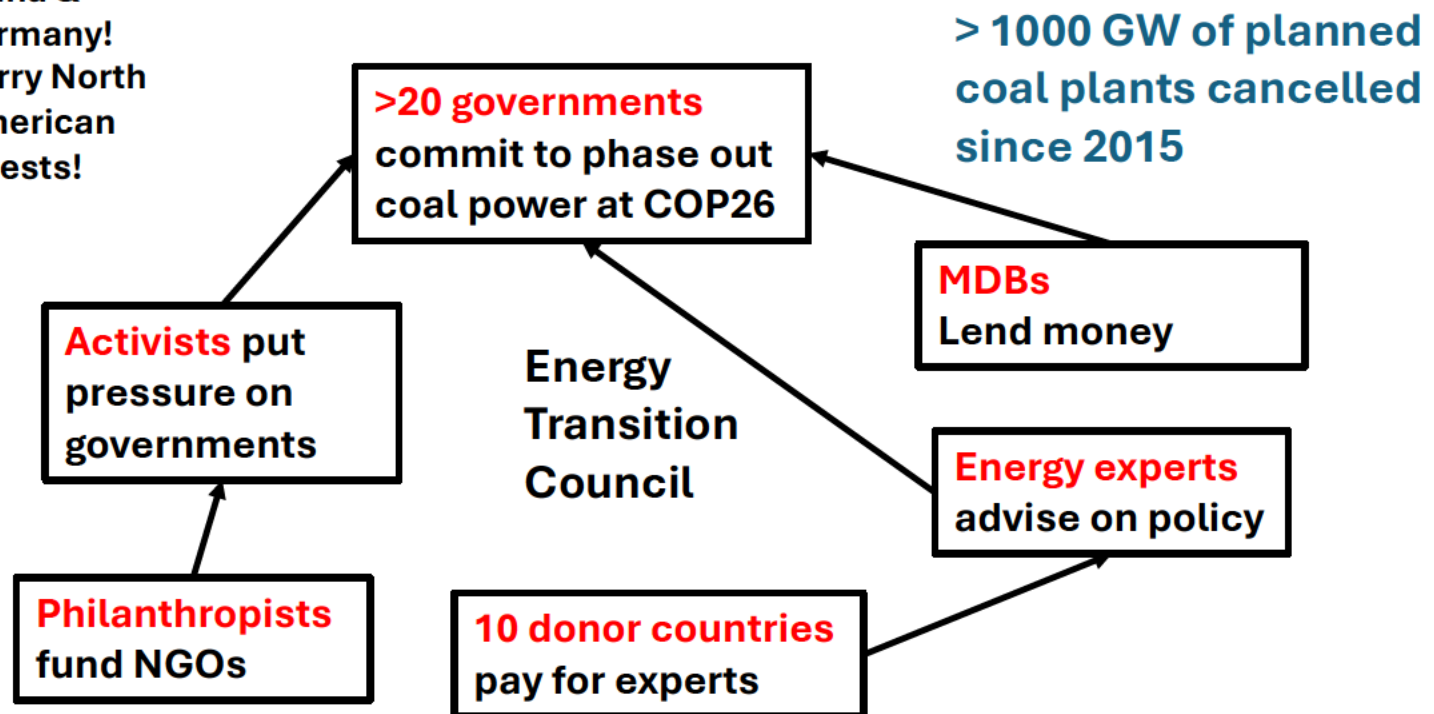 &
rmany!
rry North
merican
ests!
> 1000 GW of planned
coal plants cancelled
since 2015
>20 governments
commit to phase out
coal power at COP26
MDBs
Lend money
Activists put
pressure on
governments
Energy
Transition
Council
Energy experts
advise on policy
Philanthropists
fund NGOs
10 donor countries
pay for experts